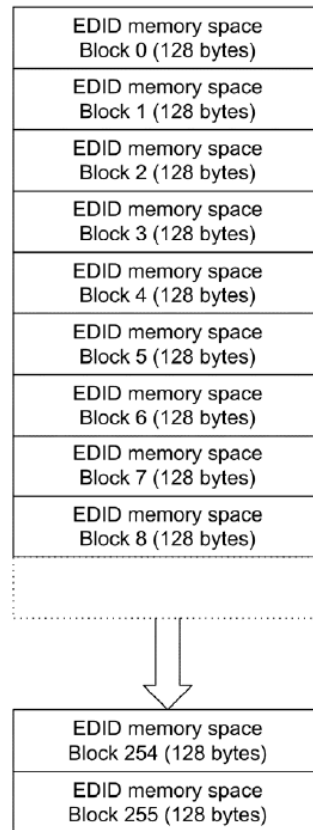 EDID memory space
Block 0 (128 bytes)
EDID memory space
Block 1 (128 bytes)
EDID memory space
Block 2 (128 bytes)
EDID memory space
Block 3 (128 bytes)
EDID memory space
Block 4 (128 bytes)
EDID memory space
Block 5 (128 bytes)
EDID memory space
Block 6 (128 bytes)
EDID memory space
Block 7 (128 bytes)
EDID memory space
Block 8 (128 bytes)
EDID memory space
Block 254 (128 bytes)
EDID memory space
Block 255 (128 bytes)